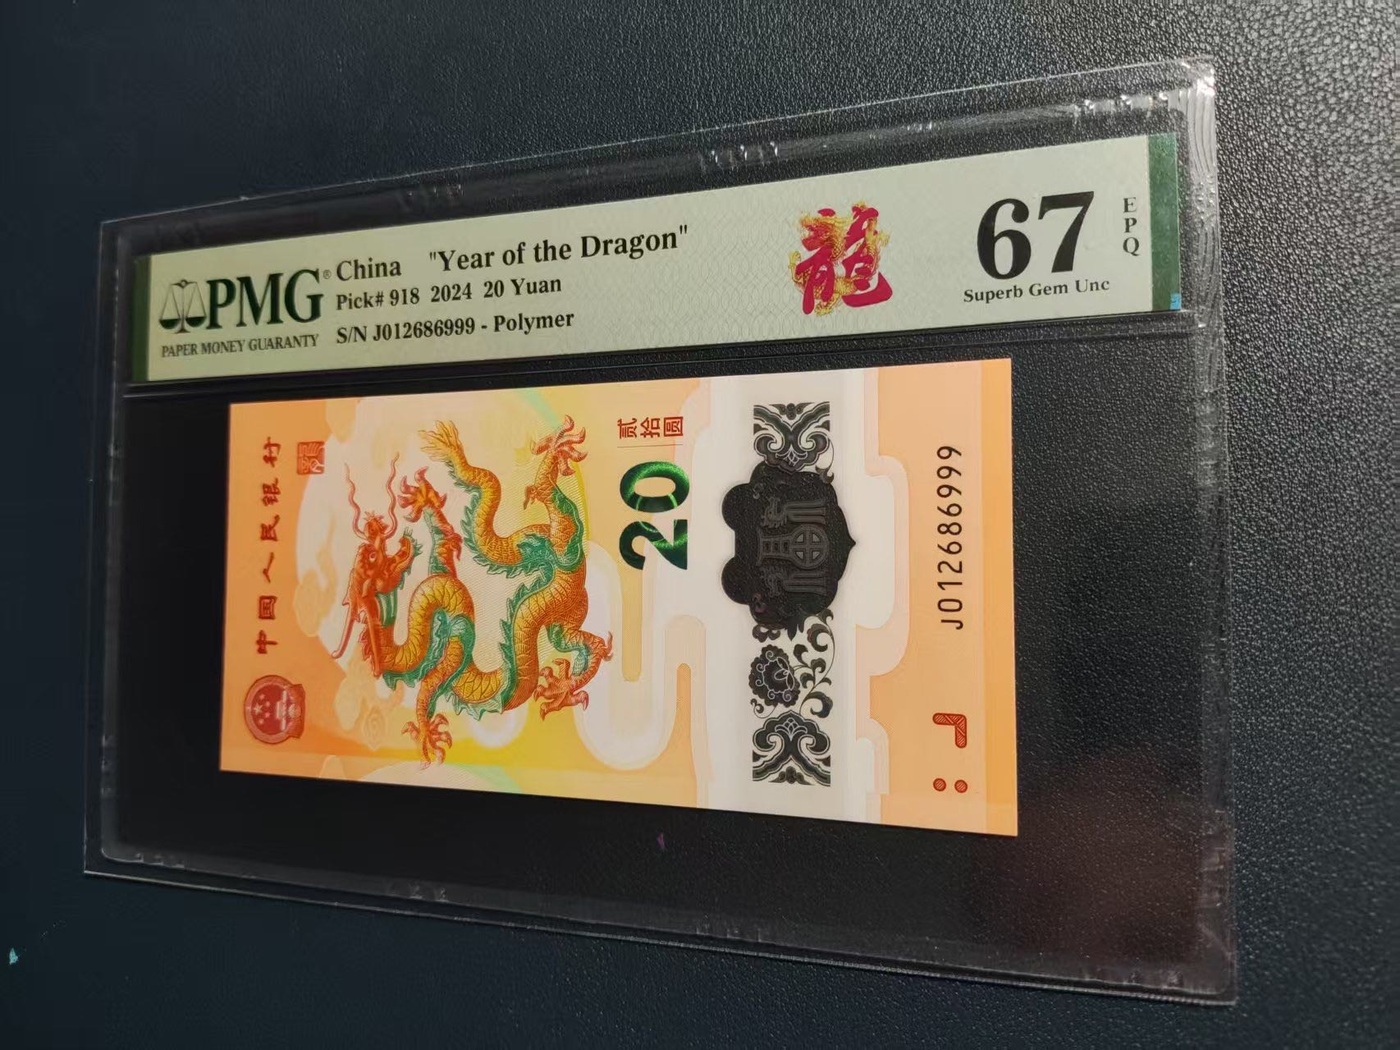 PMG®
PAPER MONEY GUARANTY
China "Year of the Dragon"
Pick# 918 2024 20 Yuan
S/N J012686999 - Polymer
龍
67
EPQ
Superb Gem Unc
中国人民银行
贰拾圆
20
J012686999